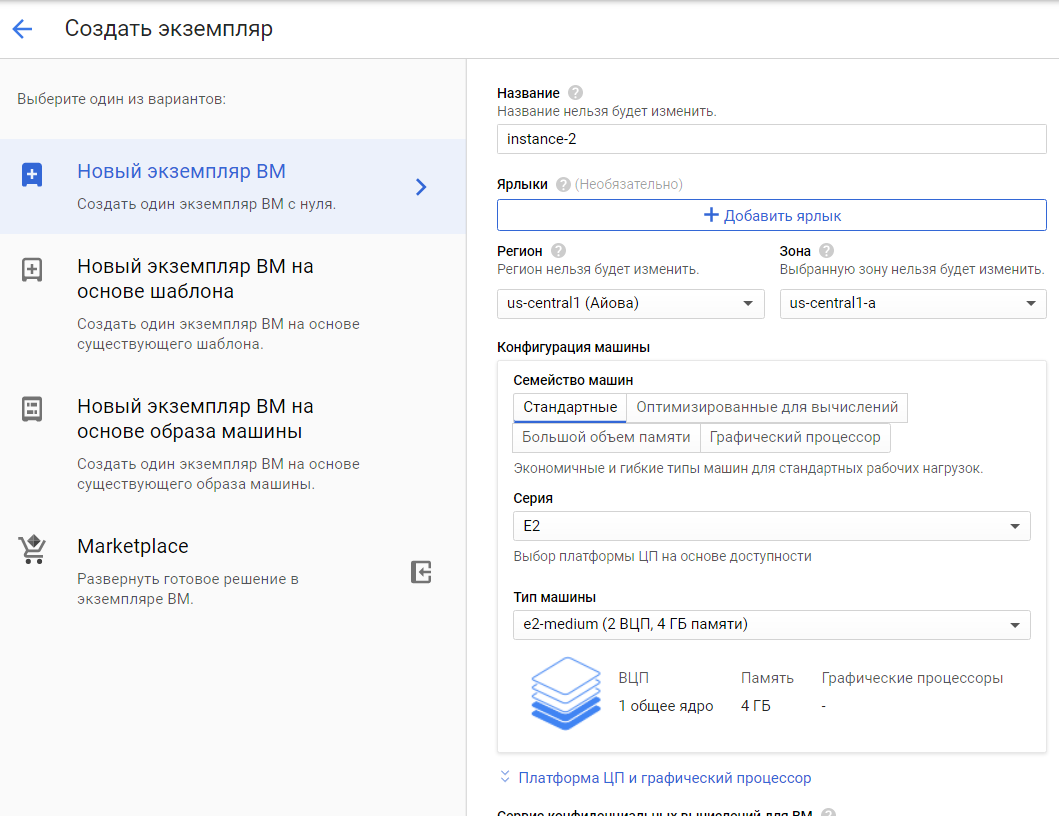 Создать экземпляр
Выберите один из вариантов:
Новый экземпляр ВМ
Создать один экземпляр ВМ с нуля.
Новый экземпляр ВМ на
основе шаблона
Создать один экземпляр ВМ на основе
существующего шаблона.
Новый экземпляр ВМ на
основе образа машины
Создать один экземпляр ВМ на основе
существующего образа машины.
Marketplace
Развернуть готовое решение в
экземпляре ВМ.
Название
Название нельзя будет изменить.
instance-2
Ярлыки (Необязательно)
Добавить ярлык
Регион
Регион нельзя будет изменить.
us-central1 (Айова)
Зона
Выбранную зону нельзя будет изменить.
us-central1-a
Конфигурация машины
Семейство машин
Стандартные Оптимизированные для вычислений
Большой объем памяти Графический процессор
Экономичные и гибкие типы машин для стандартных рабочих нагрузок.
Серия
E2
Выбор платформы ЦП на основе доступности
Тип машины
e2-medium (2 ВЦП, 4 ГБ памяти)
ВЦП Память Графические процессоры
1 общее ядро 4 ГБ -
Платформа ЦП и графический процессор
Сервис конфиденциальных вычислений для ВМ